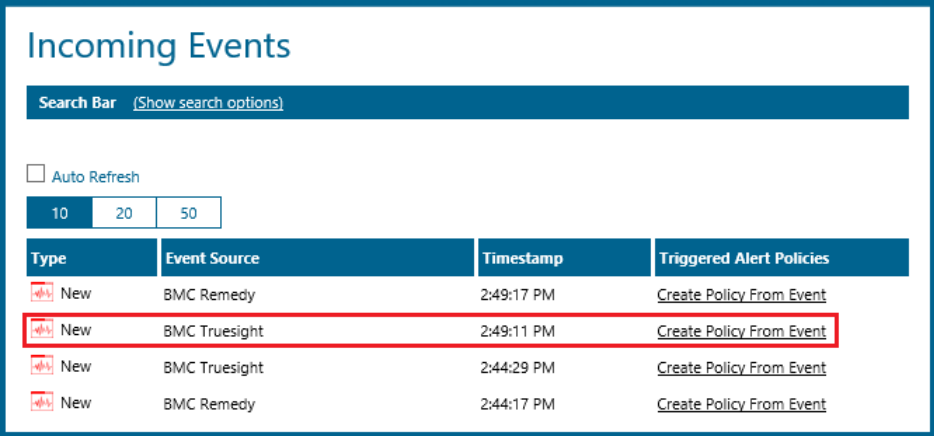 Incoming Events
Search Bar (Show search options)
Auto Refresh
10 20 50
Type Event Source Timestamp Triggered Alert Policies
New BMC Remedy 2:49:17 PM Create Policy From Event
New BMC Truesight 2:49:11 PM Create Policy From Event
New BMC Truesight 2:44:29 PM Create Policy From Event
New BMC Remedy 2:44:17 PM Create Policy From Event